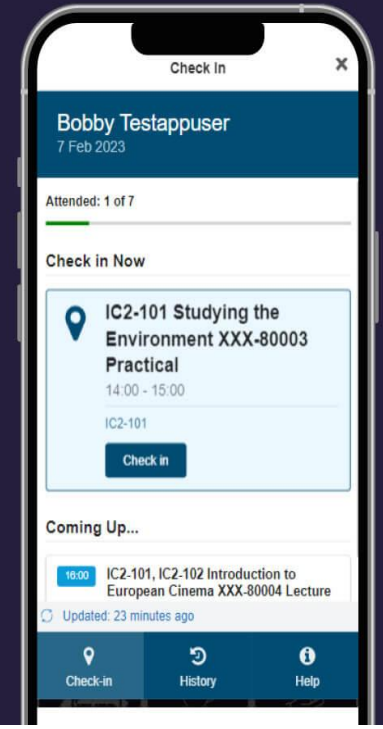 Check In
×
Bobby Testappuser
7 Feb 2023
Attended: 1 of 7
Check in Now
IC2-101 Studying the
Environment XXX-80003
Practical
14:00 - 15:00
IC2-101
Check in
Coming Up...
16:00 IC2-101, IC2-102 Introduction to
European Cinema XXX-80004 Lecture
Updated: 23 minutes ago
Check-in History Help